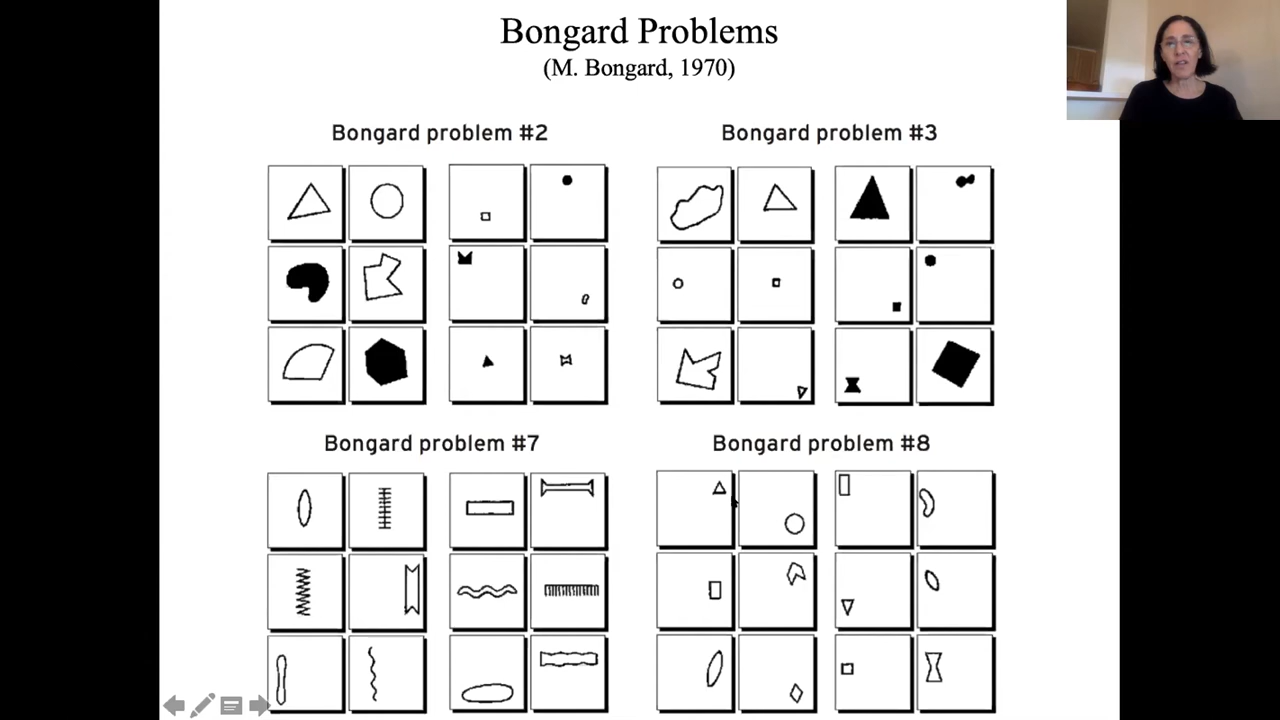 Bongard Problems
(M. Bongard, 1970)
Bongard problem #2
Bongard problem #3
Bongard problem #7
Bongard problem #8